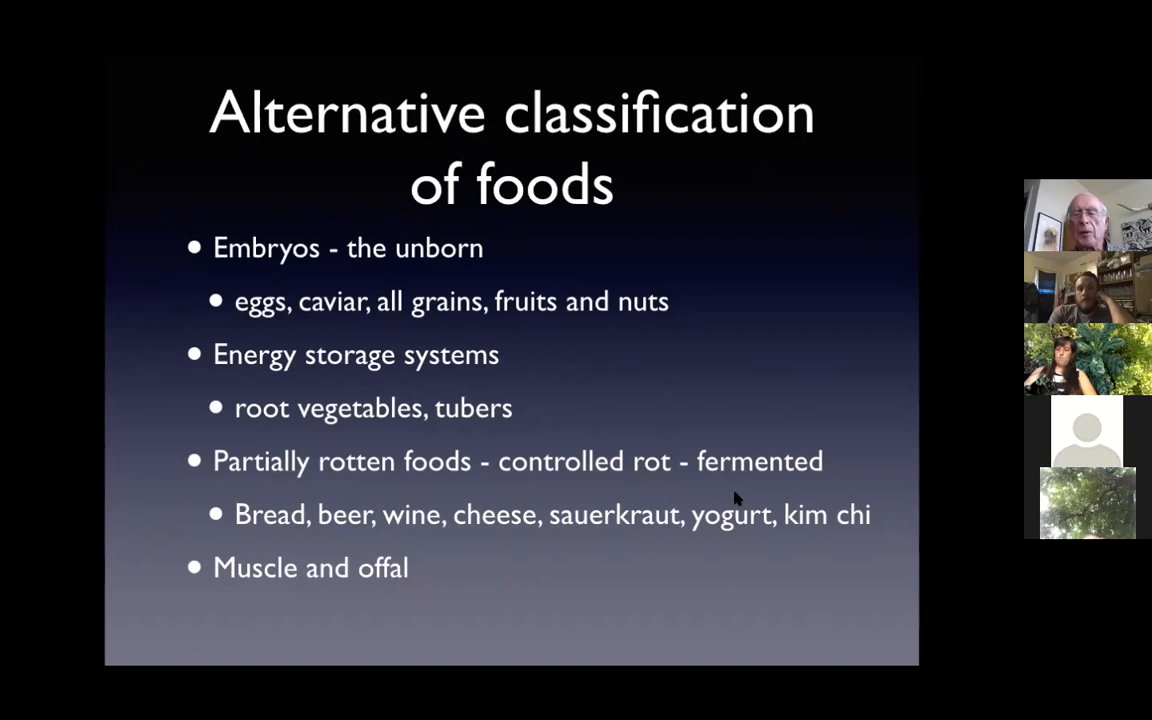 Alternative classification
of foods
• Embryos - the unborn
• eggs, caviar, all grains, fruits and nuts
• Energy storage systems
• root vegetables, tubers
• Partially rotten foods - controlled rot - fermented
• Bread, beer, wine, cheese, sauerkraut, yogurt, kim chi
• Muscle and offal